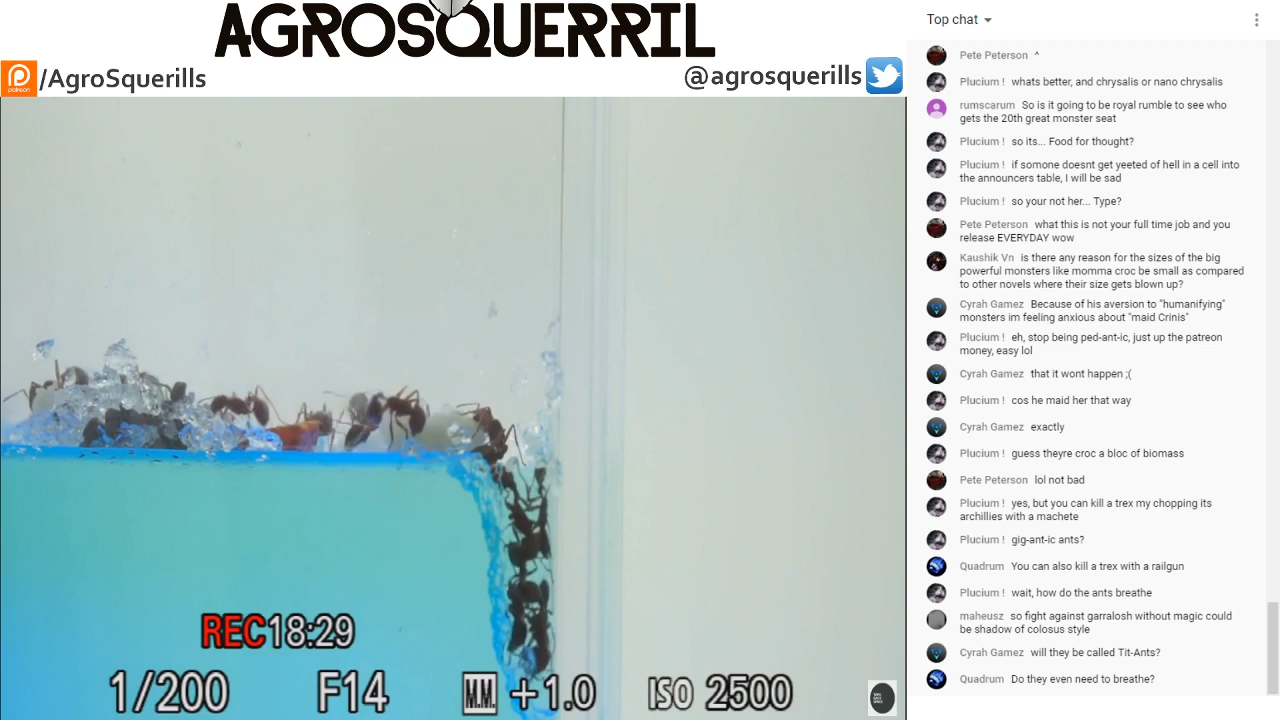 AGROSQUERRIL
/AgroSquerills
@agrosquerills
REC18:29
1/200 F14 M.M. +1.0 ISO 2500
Top chat
Pete Peterson ^
Plucium ! whats better, and chrysalis or nano chrysalis
rumscarum So is it going to be royal rumble to see who
gets the 20th great monster seat
Plucium ! so its... Food for thought?
Plucium ! if somone doesnt get yeeted of hell in a cell into
the announcers table, I will be sad
Plucium ! so your not her... Type?
Pete Peterson what this is not your full time job and you
release EVERYDAY wow
Kaushik Vn is there any reason for the sizes of the big
powerful monsters like momma croc be small as compared
to other novels where their size gets blown up?
Cyrah Gamez Because of his aversion to "humanifying"
monsters im feeling anxious about "maid Crinis"
Plucium ! eh, stop being ped-ant-ic, just up the patreon
money, easy lol
Cyrah Gamez that it wont happen ;(
Plucium ! cos he maid her that way
Cyrah Gamez exactly
Plucium ! guess theyre croc a bloc of biomass
Pete Peterson lol not bad
Plucium ! yes, but you can kill a trex my chopping its
archillies with a machete
Plucium ! gig-ant-ic ants?
Quadrum You can also kill a trex with a railgun
Plucium ! wait, how do the ants breathe
maheusz so fight against garralosh without magic could
be shadow of colosus style
Cyrah Gamez will they be called Tit-Ants?
Quadrum Do they even need to breathe?